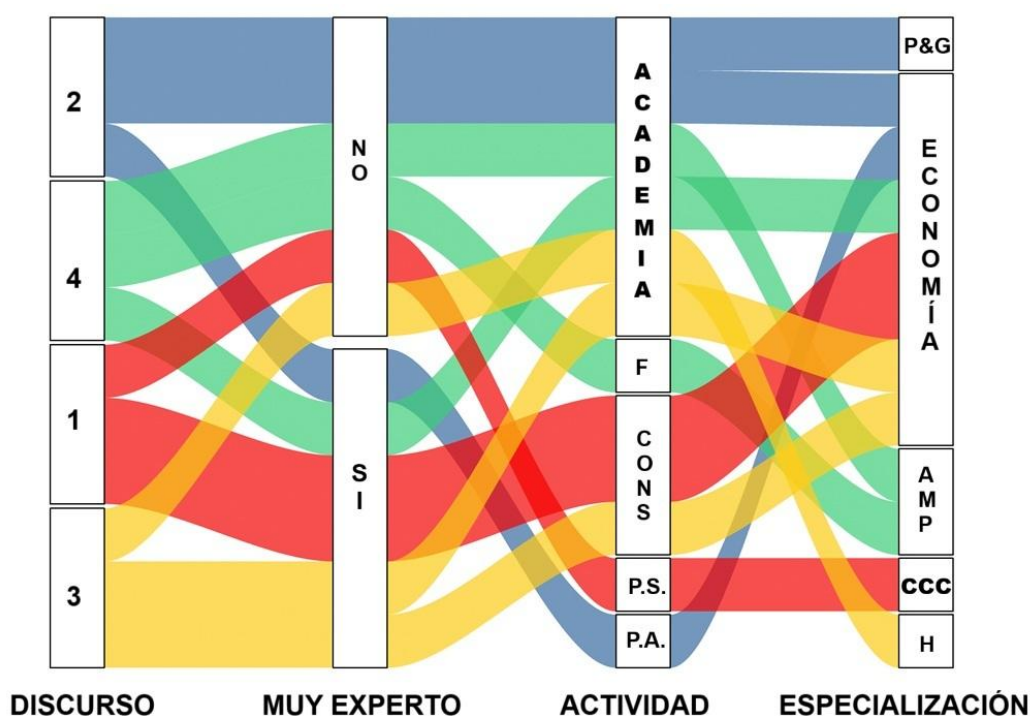 2
4
1
3
NO
SI
ACADEMIA
F
CONS
P.S.
P.A.
P&G
ECONOMÍA
AMP
CCC
H
DISCURSO MUY EXPERTO ACTIVIDAD ESPECIALIZACIÓN